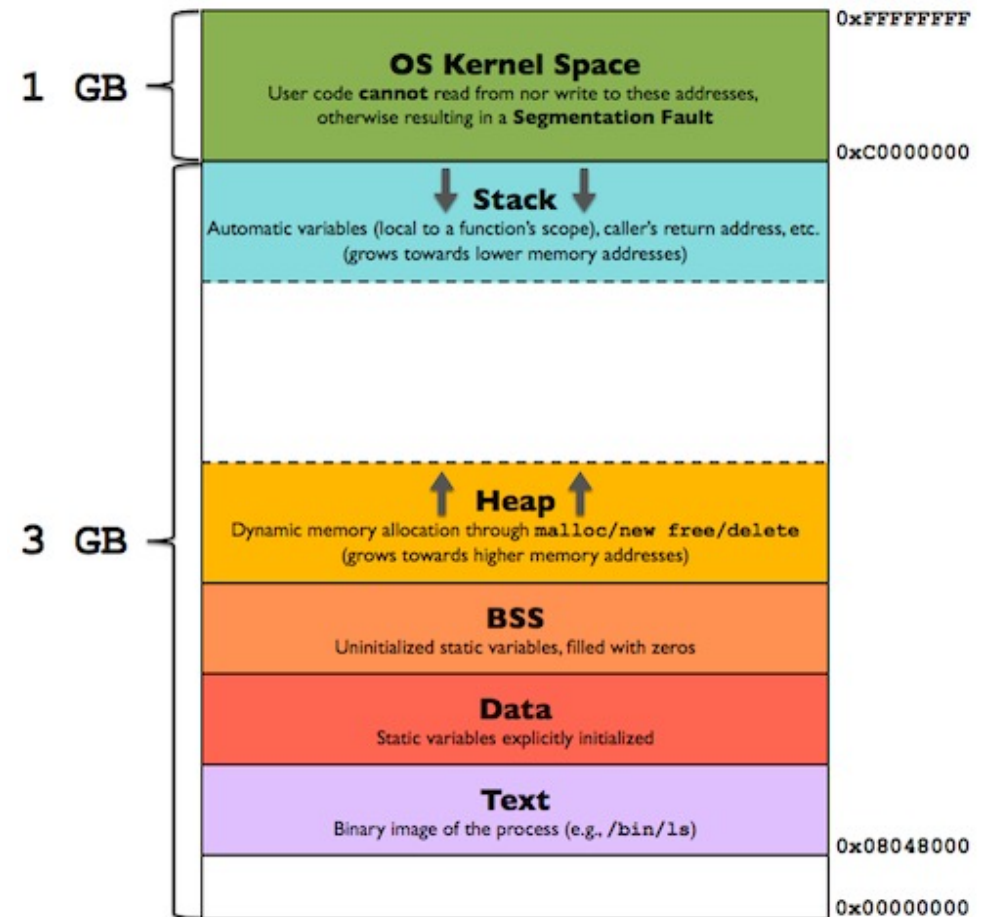 0xFFFFFFFF
1 GB
OS Kernel Space
User code cannot read from nor write to these addresses,
otherwise resulting in a Segmentation Fault
0xC0000000
Stack
Automatic variables (local to a function's scope), caller's return address, etc.
(grows towards lower memory addresses)
3 GB
Heap
Dynamic memory allocation through malloc/new free/delete
(grows towards higher memory addresses)
BSS
Uninitialized static variables, filled with zeros
Data
Static variables explicitly initialized
Text
Binary image of the process (e.g., /bin/ls)
0x08048000
0x00000000